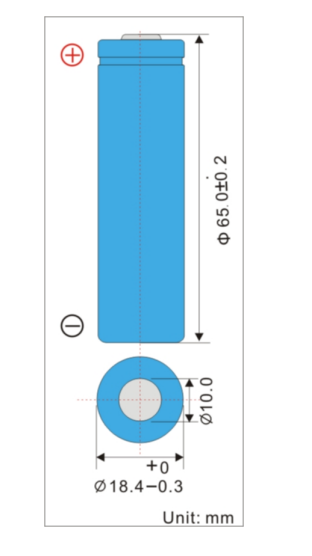 ⊕
Φ 65.0±0.2
⊖
Ø10.0
+0
Ø18.4−0.3
Unit: mm